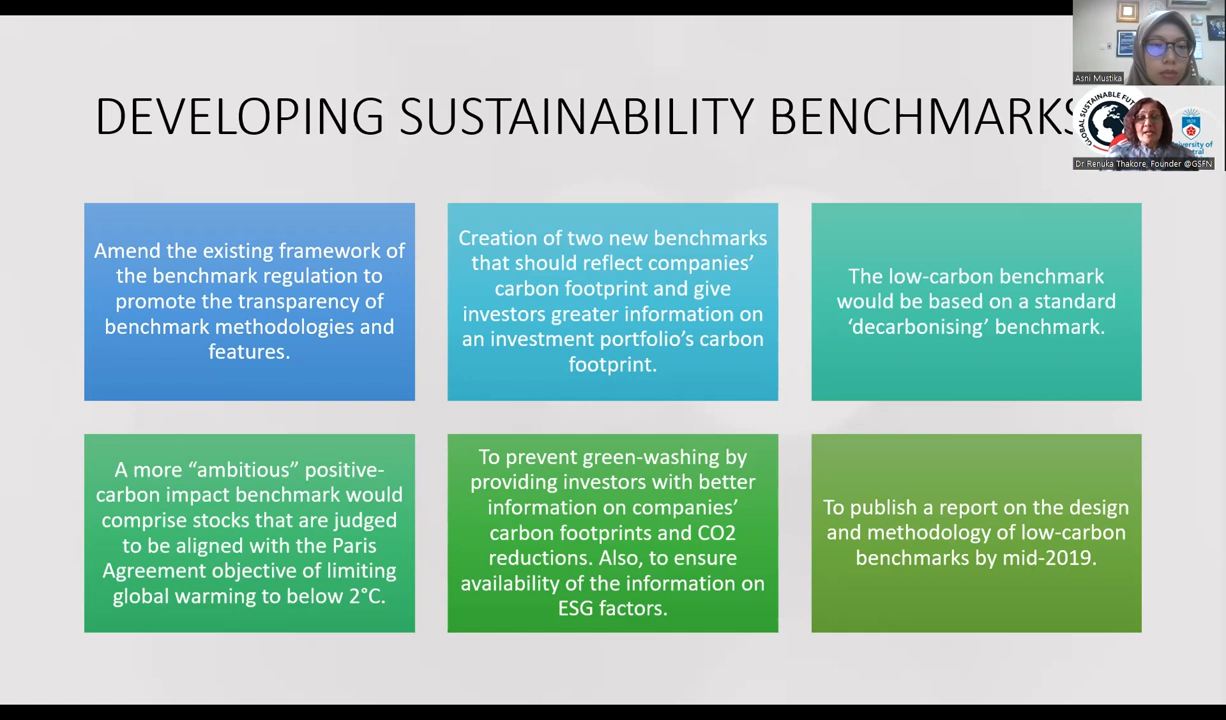 DEVELOPING SUSTAINABILITY BENCHMARKS
Asni Mustika
GLOBAL SUSTAINABLE FUT
Dr Renuka Thakore, Founder @GSFN
Amend the existing framework of
the benchmark regulation to
promote the transparency of
benchmark methodologies and
features.
Creation of two new benchmarks
that should reflect companies’
carbon footprint and give
investors greater information on
an investment portfolio’s carbon
footprint.
The low-carbon benchmark
would be based on a standard
‘decarbonising’ benchmark.
A more “ambitious” positive-
carbon impact benchmark would
comprise stocks that are judged
to be aligned with the Paris
Agreement objective of limiting
global warming to below 2°C.
To prevent green-washing by
providing investors with better
information on companies’
carbon footprints and CO2
reductions. Also, to ensure
availability of the information on
ESG factors.
To publish a report on the design
and methodology of low-carbon
benchmarks by mid-2019.